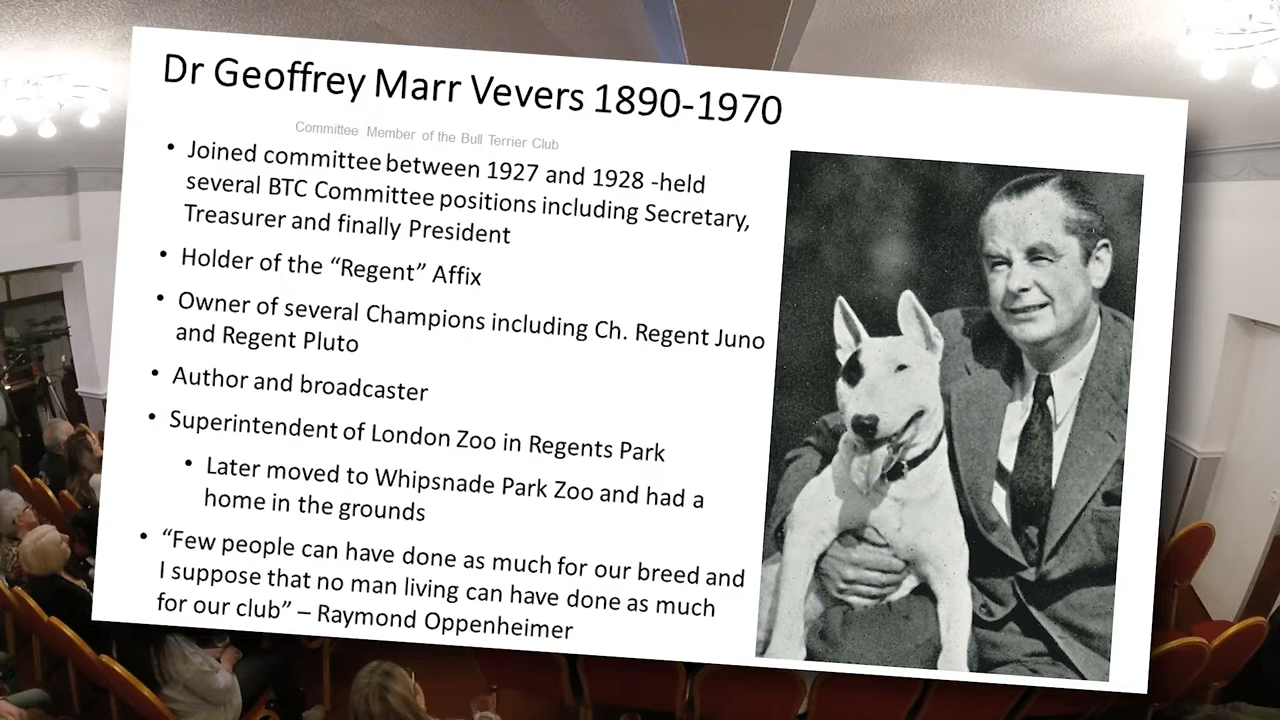 Dr Geoffrey Marr Vevers 1890-1970
Committee Member of the Bull Terrier Club
• Joined committee between 1927 and 1928 -held
several BTC Committee positions including Secretary,
Treasurer and finally President
• Holder of the “Regent” Affix
• Owner of several Champions including Ch. Regent Juno
and Regent Pluto
• Author and broadcaster
• Superintendent of London Zoo in Regents Park
• Later moved to Whipsnade Park Zoo and had a
home in the grounds
• “Few people can have done as much for our breed and
I suppose that no man living can have done as much
for our club” – Raymond Oppenheimer